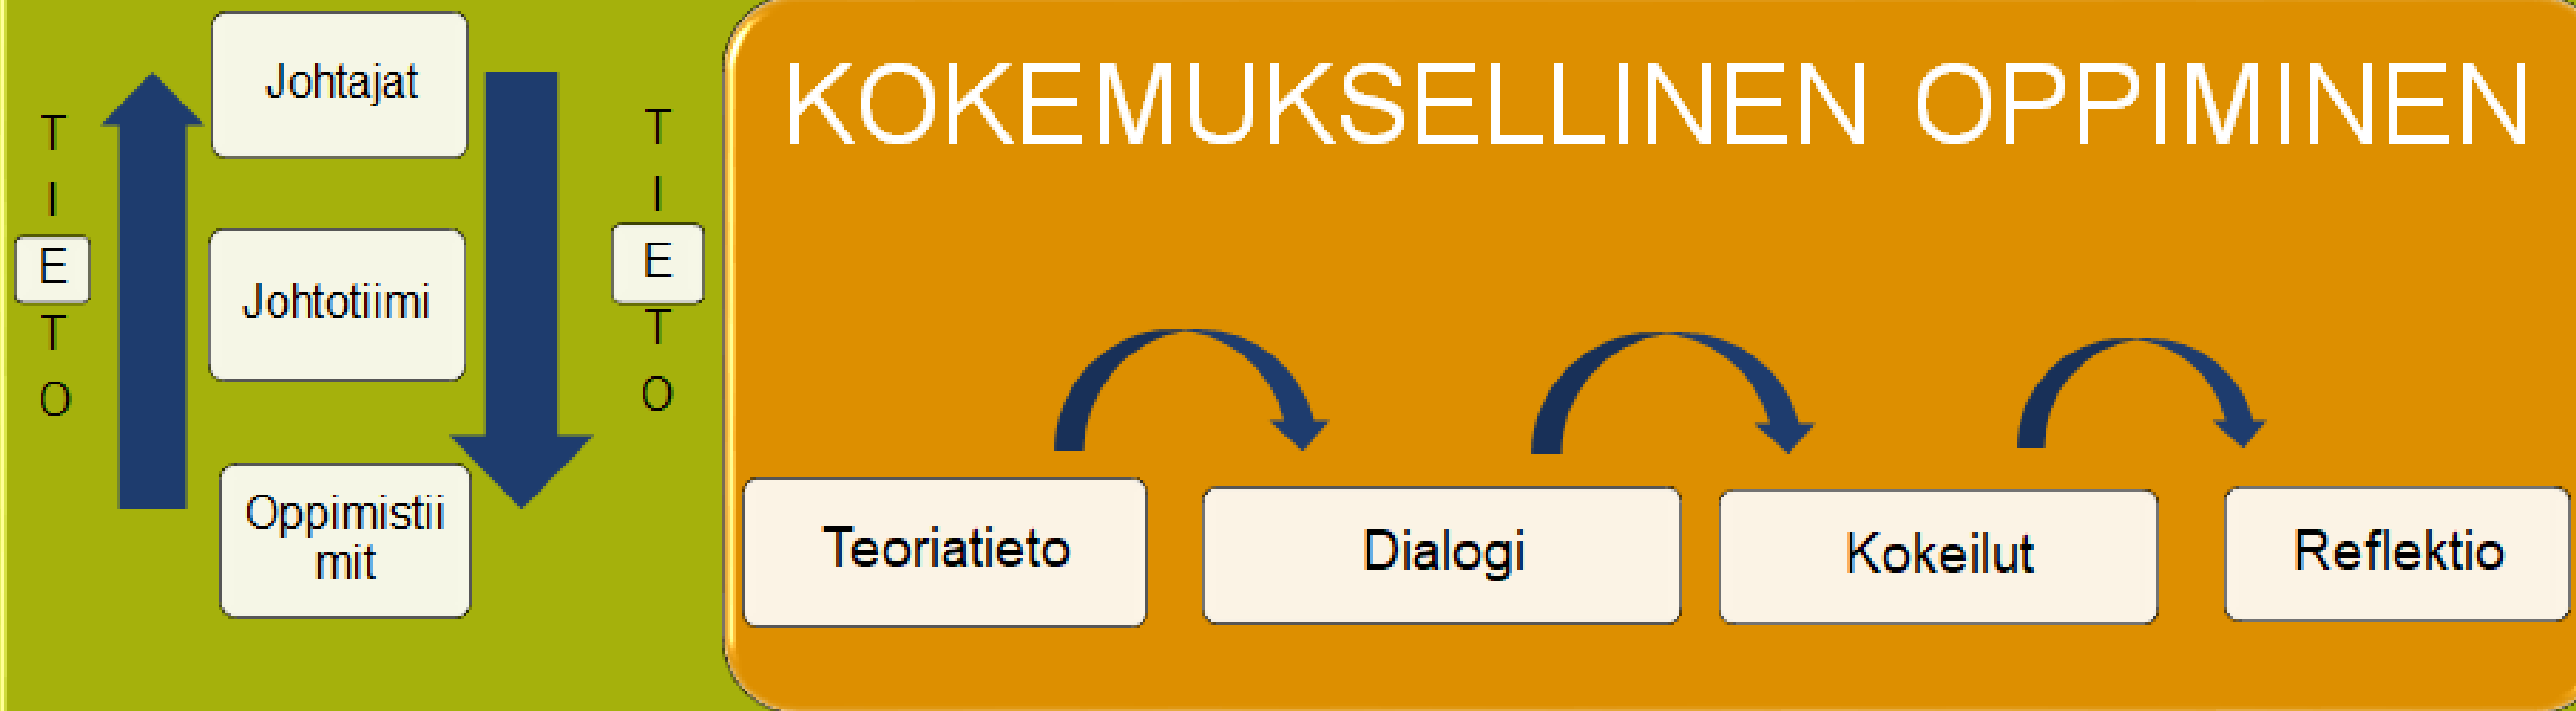 T
I
E
T
O
Johtajat
Johtotiimi
Oppimistii
mit
T
I
E
T
O
KOKEMUKSELLINEN OPPIMINEN
Teoriatieto
Dialogi
Kokeilut
Reflektio